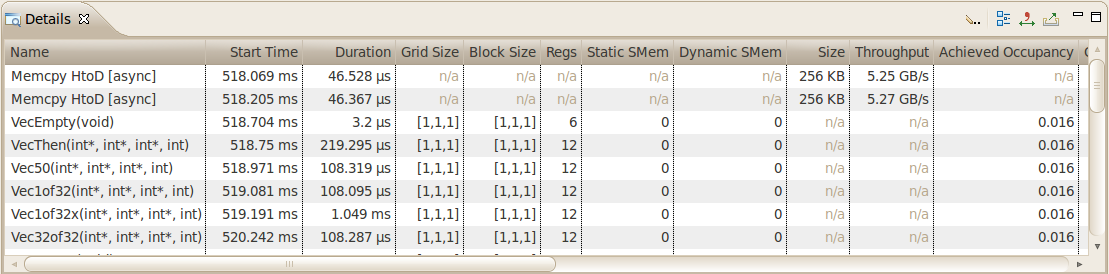 Details
Name Start Time Duration Grid Size Block Size Regs Static SMem Dynamic SMem Size Throughput Achieved Occupancy
Memcpy HtoD [async] 518.069 ms 46.528 µs n/a n/a n/a n/a n/a 256 KB 5.25 GB/s n/a
Memcpy HtoD [async] 518.205 ms 46.367 µs n/a n/a n/a n/a n/a 256 KB 5.27 GB/s n/a
VecEmpty(void) 518.704 ms 3.2 µs [1,1,1] [1,1,1] 6 0 0 n/a n/a 0.016
VecThen(int*, int*, int*, int) 518.75 ms 219.295 µs [1,1,1] [1,1,1] 12 0 0 n/a n/a 0.016
Vec50(int*, int*, int*, int) 518.971 ms 108.319 µs [1,1,1] [1,1,1] 12 0 0 n/a n/a 0.016
Vec1of32(int*, int*, int*, int) 519.081 ms 108.095 µs [1,1,1] [1,1,1] 12 0 0 n/a n/a 0.016
Vec1of32x(int*, int*, int*, int) 519.191 ms 1.049 ms [1,1,1] [1,1,1] 12 0 0 n/a n/a 0.016
Vec32of32(int*, int*, int*, int) 520.242 ms 108.287 µs [1,1,1] [1,1,1] 12 0 0 n/a n/a 0.016